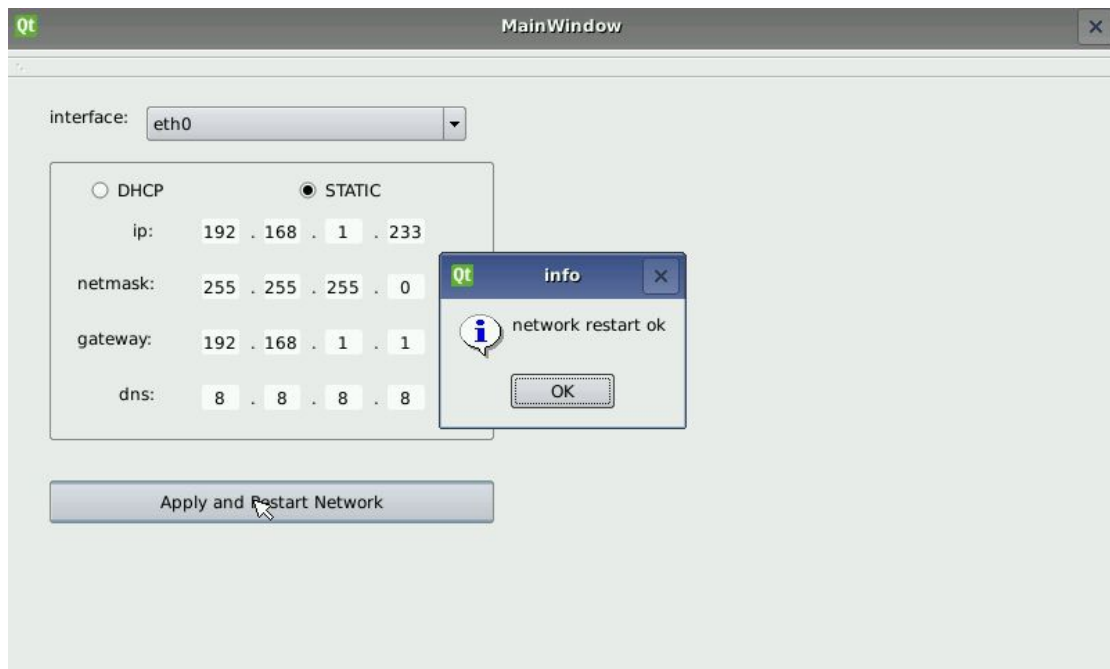 Qt MainWindow
interface: eth0
DHCP STATIC
ip: 192 . 168 . 1 . 233
netmask: 255 . 255 . 255 . 0
gateway: 192 . 168 . 1 . 1
dns: 8 . 8 . 8 . 8
Apply and Restart Network
Qt info
i network restart ok
OK